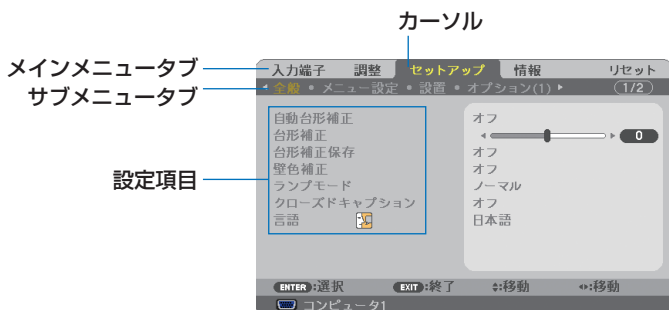 カーソル
メインメニュータブ
サブメニュータブ
設定項目
入力端子 調整 セットアップ 情報 リセット
全般 • メニュー設定 • 設置 • オプション(1) (1/2)
自動台形補正 オフ
台形補正 0
台形補正保存 オフ
壁色補正 オフ
ランプモード ノーマル
クローズドキャプション オフ
言語 日本語
ENTER:選択 EXIT:終了 :移動 :移動
コンピュータ1